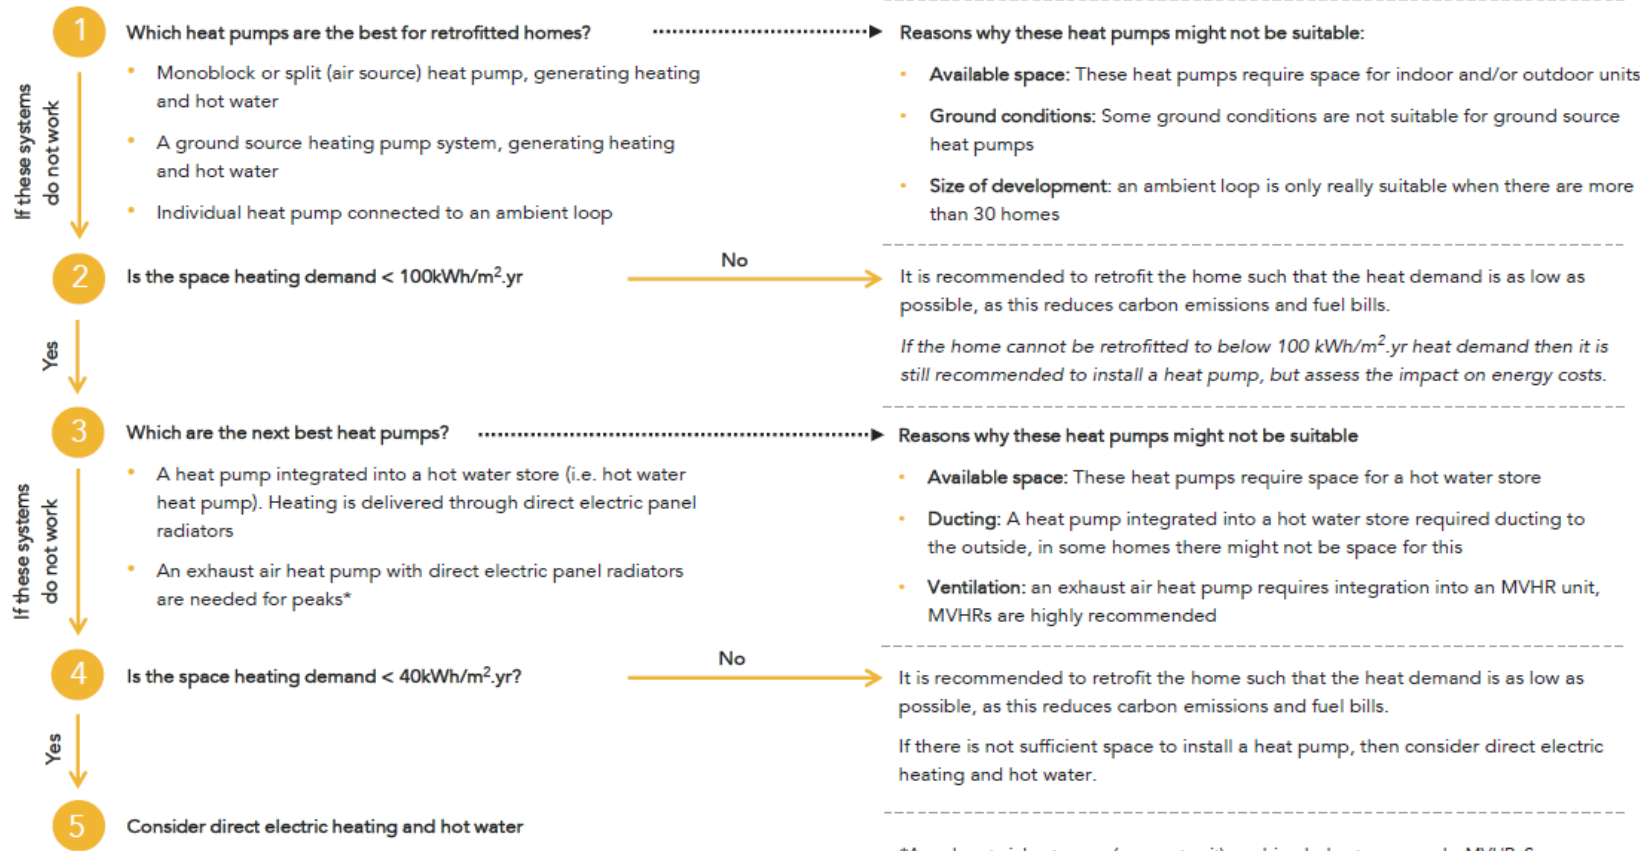 1
Which heat pumps are the best for retrofitted homes?
• Monoblock or split (air source) heat pump, generating heating
and hot water
• A ground source heating pump system, generating heating
and hot water
• Individual heat pump connected to an ambient loop
Reasons why these heat pumps might not be suitable:
• Available space: These heat pumps require space for indoor and/or outdoor units
• Ground conditions: Some ground conditions are not suitable for ground source
heat pumps
• Size of development: an ambient loop is only really suitable when there are more
than 30 homes
If these systems
do not work
2
Is the space heating demand < 100kWh/m².yr
No
It is recommended to retrofit the home such that the heat demand is as low as
possible, as this reduces carbon emissions and fuel bills.
If the home cannot be retrofitted to below 100 kWh/m².yr heat demand then it is
still recommended to install a heat pump, but assess the impact on energy costs.
Yes
3
Which are the next best heat pumps?
• A heat pump integrated into a hot water store (i.e. hot water
heat pump). Heating is delivered through direct electric panel
radiators
• An exhaust air heat pump with direct electric panel radiators
are needed for peaks*
Reasons why these heat pumps might not be suitable
• Available space: These heat pumps require space for a hot water store
• Ducting: A heat pump integrated into a hot water store required ducting to
the outside, in some homes there might not be space for this
• Ventilation: an exhaust air heat pump requires integration into an MVHR unit,
MVHRs are highly recommended
If these systems
do not work
4
Is the space heating demand < 40kWh/m².yr?
No
It is recommended to retrofit the home such that the heat demand is as low as
possible, as this reduces carbon emissions and fuel bills.
If there is not sufficient space to install a heat pump, then consider direct electric
heating and hot water.
Yes
5
Consider direct electric heating and hot water